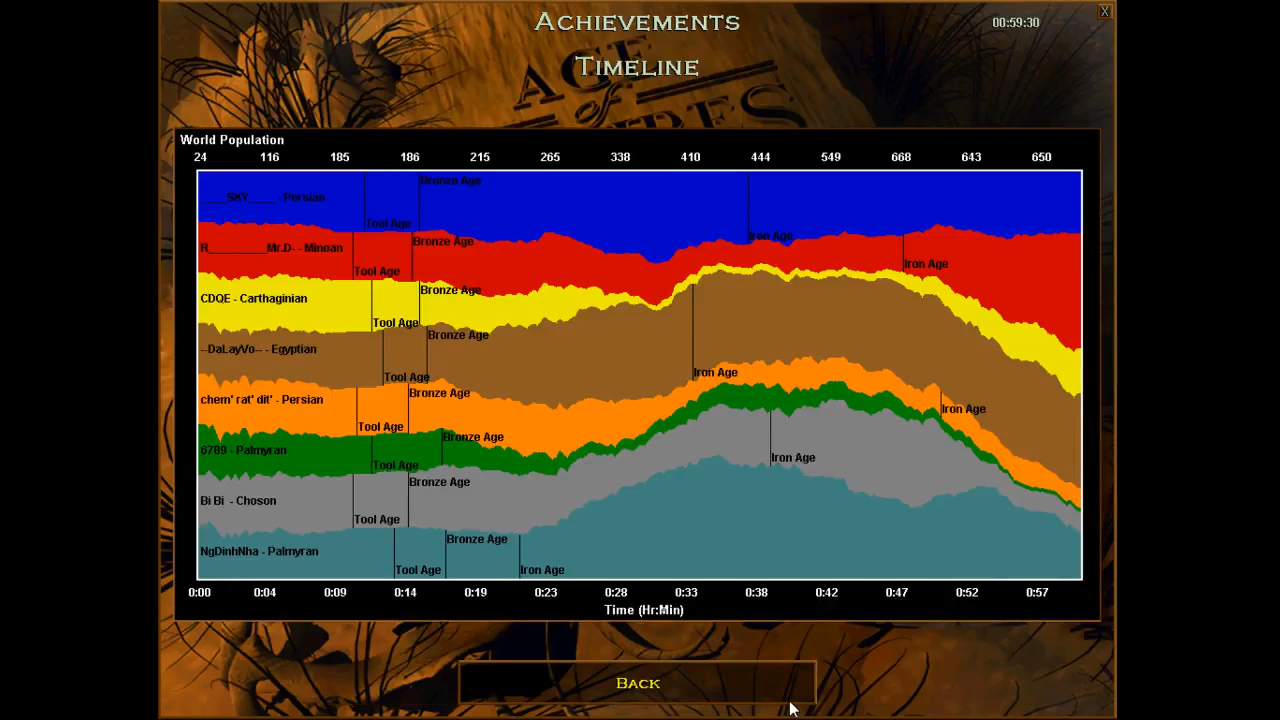 ACHIEVEMENTS
00:59:30
X
TIMELINE
AGE
of
World Population
24 116 185 186 215 265 338 410 444 549 668 643 650
Bronze Age
____SKY____ - Persian
Tool Age
Iron Age
Bronze Age
R________Mr.D- - Minoan
Iron Age
Tool Age
Bronze Age
CDQE - Carthaginian
Tool Age
Bronze Age
--DaLayVo-- - Egyptian
Iron Age
Tool Age
Bronze Age
chem' rat' dit' - Persian
Iron Age
Tool Age
Bronze Age
6789 - Palmyran
Iron Age
Tool Age
Bronze Age
Bi Bi - Choson
Tool Age
Bronze Age
NgDinhNha - Palmyran
Tool Age
Iron Age
0:00 0:04 0:09 0:14 0:19 0:23 0:28 0:33 0:38 0:42 0:47 0:52 0:57
Time (Hr:Min)
BACK